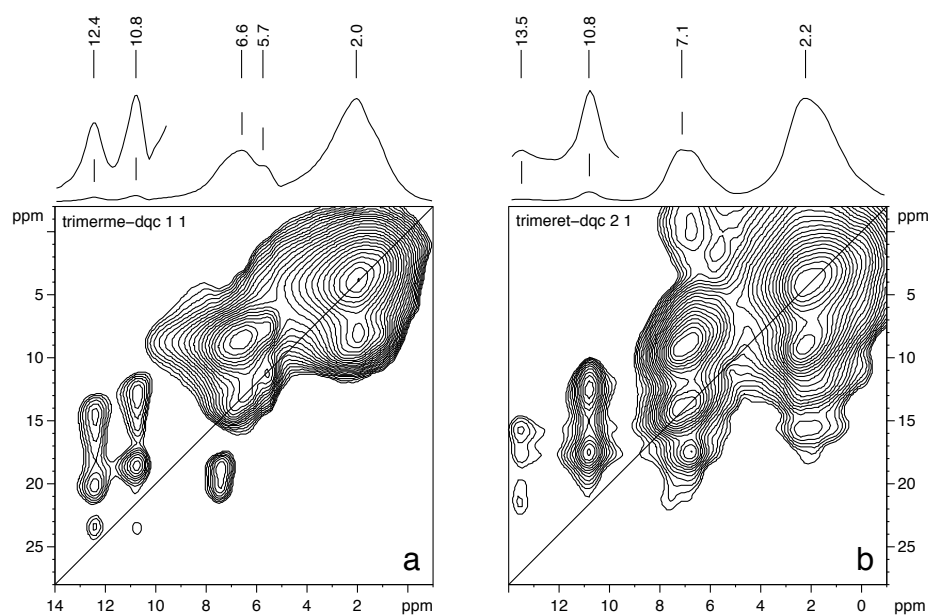 12.4 10.8 6.6 5.7 2.0
13.5 10.8 7.1 2.2
ppm
trimerme-dqc 1 1
5
10
15
20
25
a
14 12 10 8 6 4 2 ppm
ppm
trimeret-dqc 2 1
5
10
15
20
25
b
12 10 8 6 4 2 0 ppm